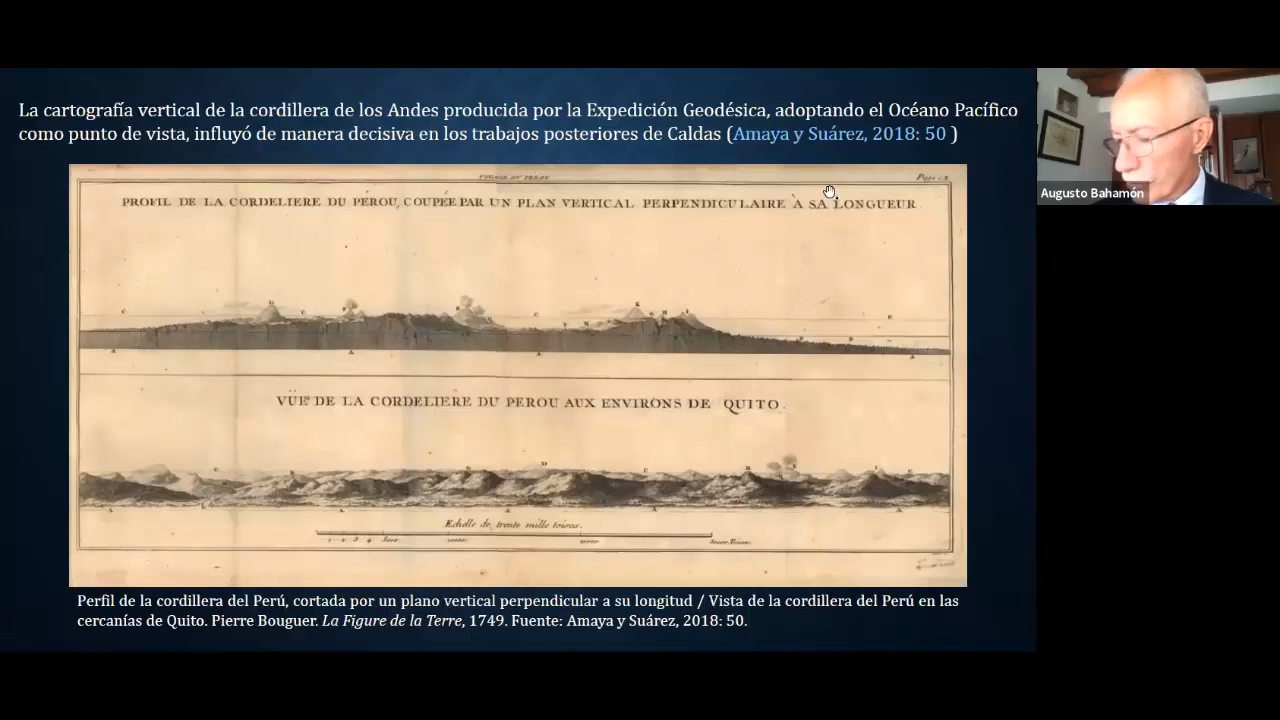 La cartografía vertical de la cordillera de los Andes producida por la Expedición Geodésica, adoptando el Océano Pacífico
como punto de vista, influyó de manera decisiva en los trabajos posteriores de Caldas (Amaya y Suárez, 2018: 50 )
VOYAGE DU PEROU
PROFIL DE LA CORDELIERE DU PÉROU, COUPÉE PAR UN PLAN VERTICAL PERPENDICULAIRE À SA LONGUEUR
VÜE DE LA CORDELIERE DU PEROU AUX ENVIRONS DE QUITO.
Echelle de trente mille toises.
Perfil de la cordillera del Perú, cortada por un plano vertical perpendicular a su longitud / Vista de la cordillera del Perú en las
cercanías de Quito. Pierre Bouguer. La Figure de la Terre, 1749. Fuente: Amaya y Suárez, 2018: 50.
Augusto Bahamón